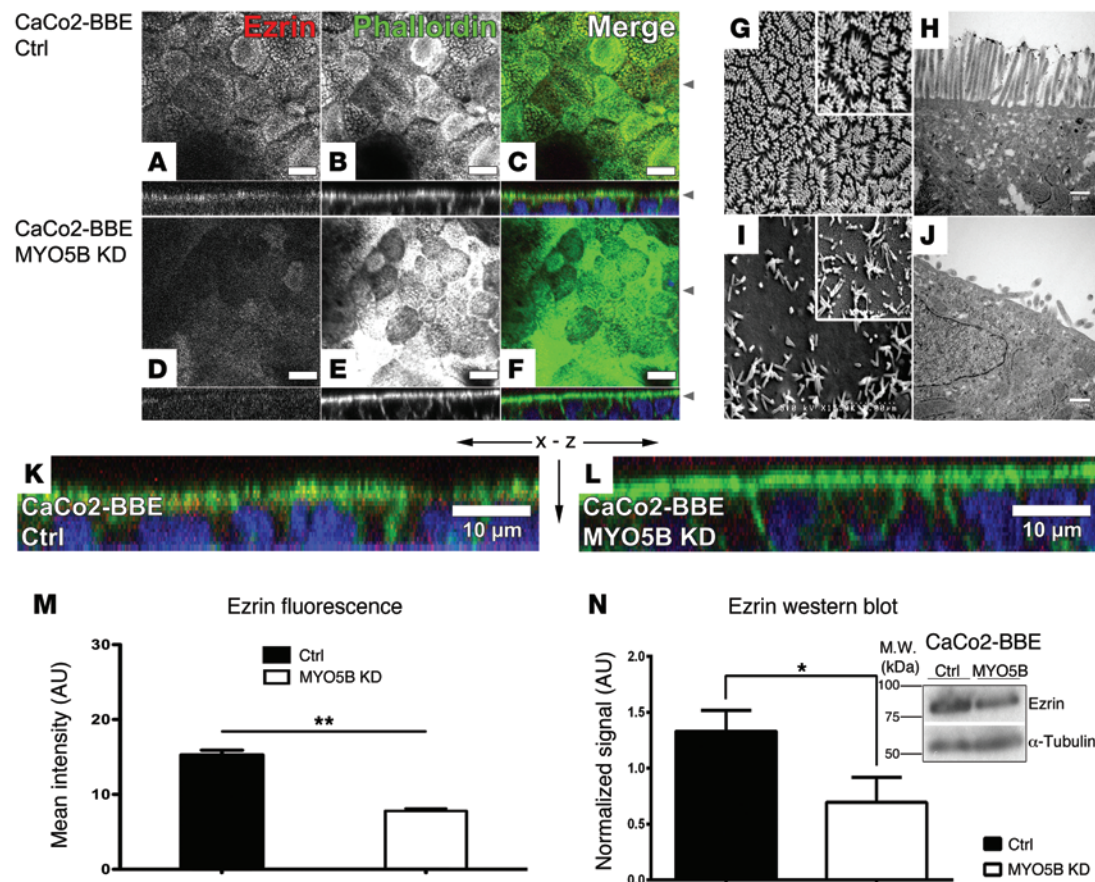 CaCo2-BBE
Ctrl
Ezrin
Phalloidin
Merge
A
B
C
CaCo2-BBE
MYO5B KD
D
E
F
G
H
I
J
x - z
K
CaCo2-BBE
Ctrl
10 µm
L
CaCo2-BBE
MYO5B KD
10 µm
M
Ezrin fluorescence
Mean intensity (AU)
30
20
10
0
Ctrl
MYO5B KD
**
N
Ezrin western blot
Normalized signal (AU)
2.0
1.5
1.0
0.5
0.0
*
CaCo2-BBE
M.W.
(kDa)
Ctrl MYO5B
100
75
50
Ezrin
α-Tubulin
Ctrl
MYO5B KD